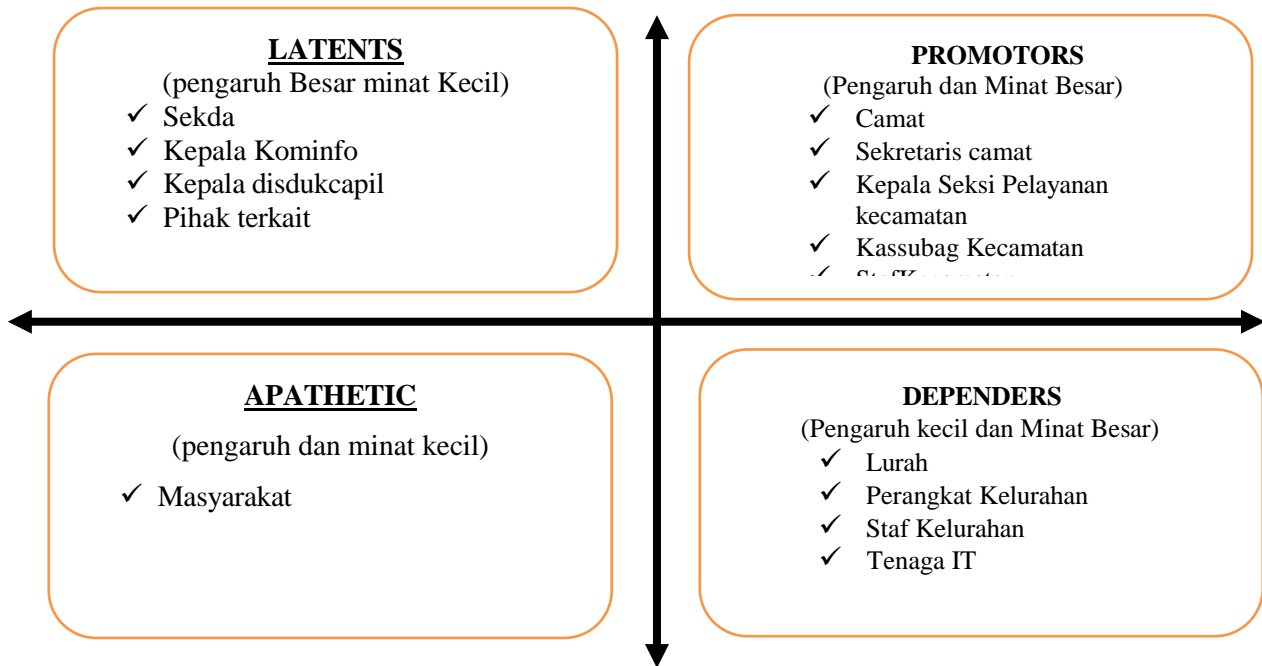 LATENTS
(pengaruh Besar minat Kecil)
✓ Sekda
✓ Kepala Kominfo
✓ Kepala disdukcapil
✓ Pihak terkait
PROMOTORS
(Pengaruh dan Minat Besar)
✓ Camat
✓ Sekretaris camat
✓ Kepala Seksi Pelayanan
kecamatan
✓ Kassubag Kecamatan
APATHETIC
(pengaruh dan minat kecil)
✓ Masyarakat
DEPENDERS
(Pengaruh kecil dan Minat Besar)
✓ Lurah
✓ Perangkat Kelurahan
✓ Staf Kelurahan
✓ Tenaga IT